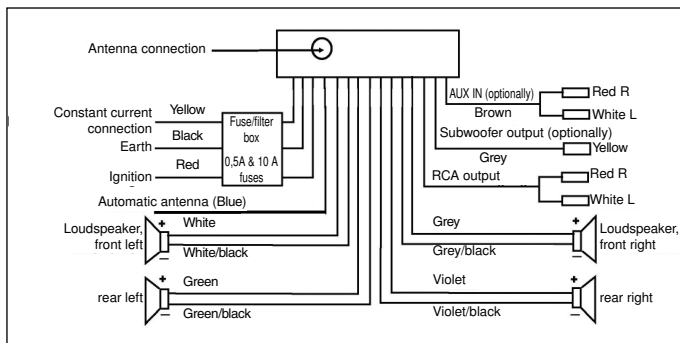 Antenna connection
Constant current
connection
Yellow
Black
Earth
Red
Ignition
Fuse/filter
box
0,5A & 10 A
fuses
Automatic antenna (Blue)
Loudspeaker,
front left
+
White
White/black
–
rear left
+
Green
Green/black
–
AUX IN (optionally)
Brown
Red R
White L
Subwoofer output (optionally)
Yellow
Grey
RCA output
Red R
White L
Grey
Grey/black
+
–
Loudspeaker,
front right
Violet
Violet/black
+
–
rear right